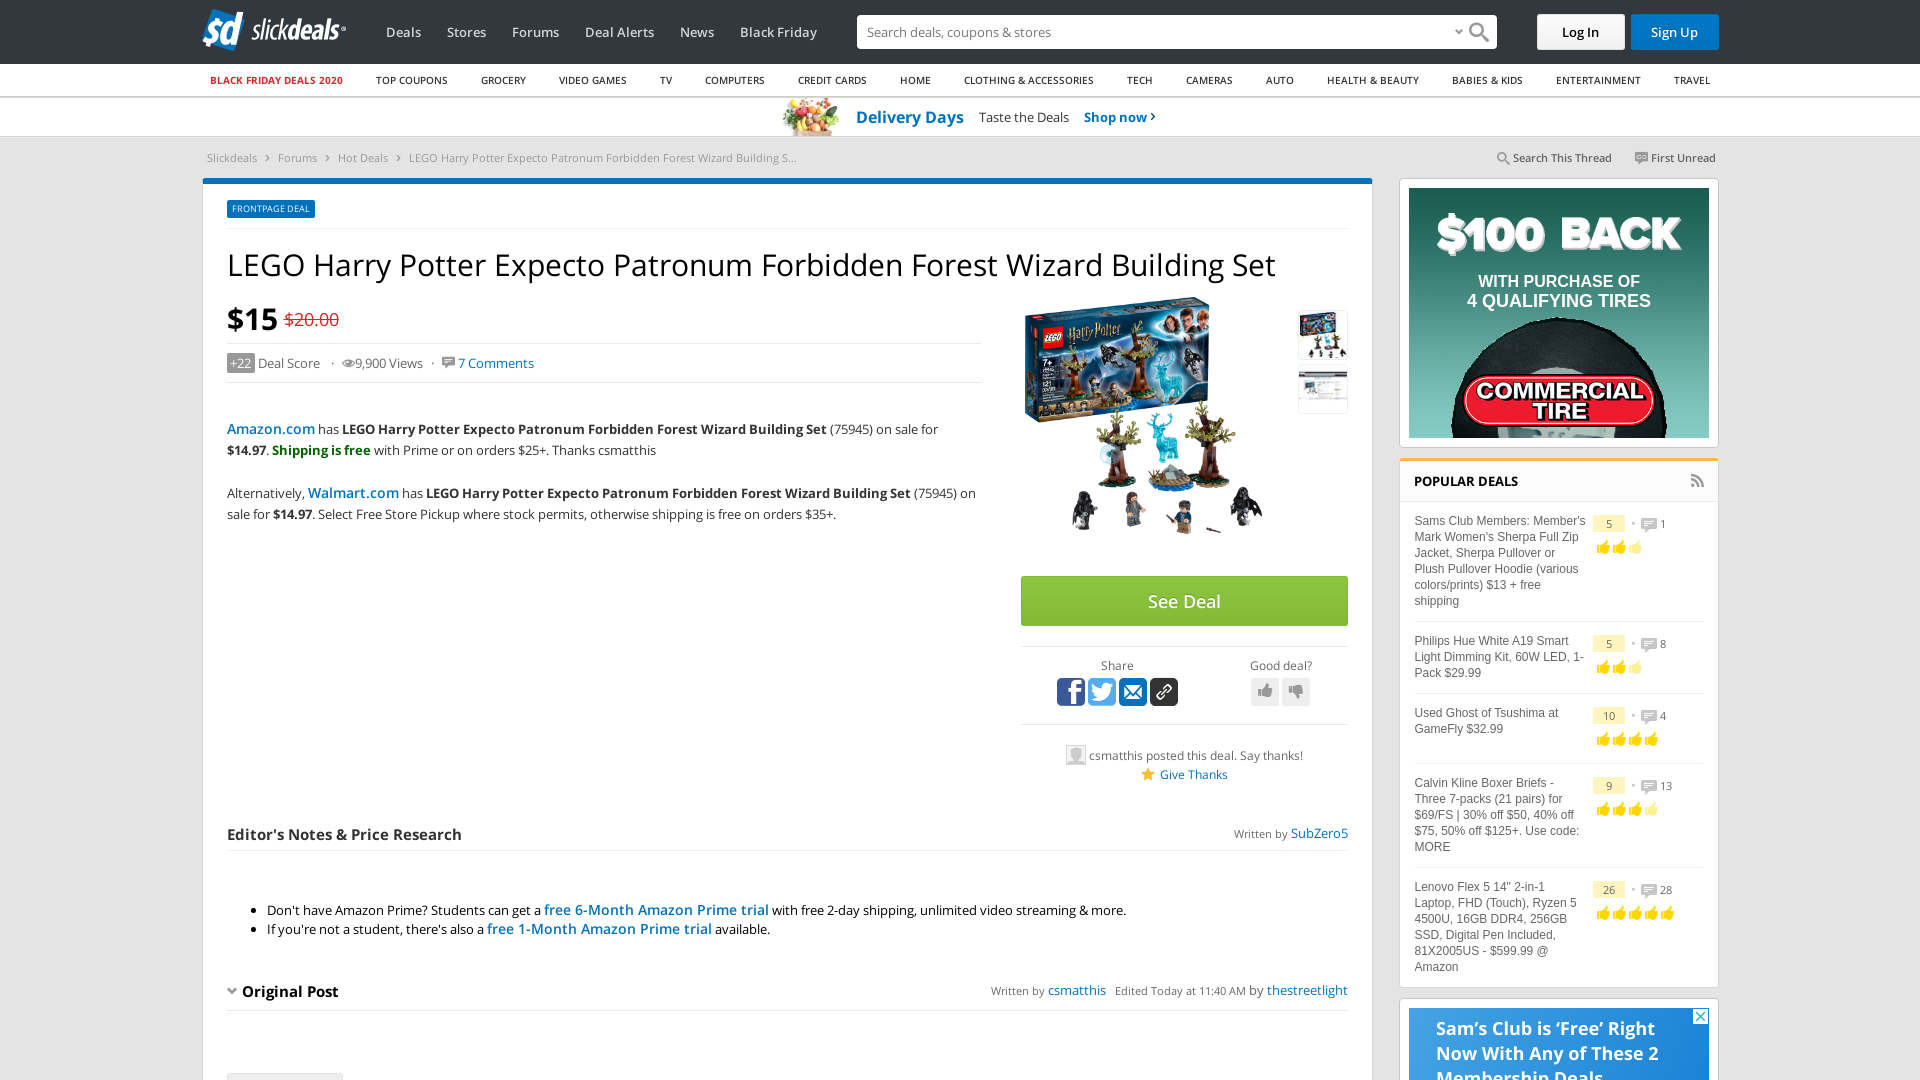 slickdeals
Deals Stores Forums Deal Alerts News Black Friday
Search deals, coupons & shopping
Log In Sign Up
BLACK FRIDAY DEALS 2020 TOP COUPONS GROCERY VIDEO GAMES TV COMPUTERS CREDIT CARDS HOME CLOTHING & ACCESSORIES TECH CAMERAS AUTO HEALTH & BEAUTY BABIES & KIDS ENTERTAINMENT TRAVEL
Delivery Days Taste the Deals Shop now
Slickdeals Forums Hot Deals LEGO Harry Potter Expecto Patronum Forbidden Forest Wizard Building S...
Search This Thread First Unread
FRONTPAGE DEAL
LEGO Harry Potter Expecto Patronum Forbidden Forest Wizard Building Set
$15 $20.00
+22 Deal Score · 9,900 Views · 7 Comments
Amazon.com has LEGO Harry Potter Expecto Patronum Forbidden Forest Wizard Building Set (75945) on sale for
$14.97. Shipping is free with Prime or on orders $25+. Thanks csmatthis
Alternatively, Walmart.com has LEGO Harry Potter Expecto Patronum Forbidden Forest Wizard Building Set (75945) on
sale for $14.97. Select Free Store Pickup where stock permits, otherwise shipping is free on orders $35+.
LEGO
Harry Potter
7+
See Deal
Share
Good deal?
csmatthis posted this deal. Say thanks!
Give Thanks
Editor's Notes & Price Research
Written by SubZero5
Don't have Amazon Prime? Students can get a free 6-Month Amazon Prime trial with free 2-day shipping, unlimited video streaming & more.
If you're not a student, there's also a free 1-Month Amazon Prime trial available.
Original Post
Written by csmatthis Edited Today at 11:40 AM by thestreetlight
$100 BACK
WITH PURCHASE OF
4 QUALIFYING TIRES
COMMERCIAL
TIRE
POPULAR DEALS
Sams Club Members: Member's
Mark Women's Sherpa Full Zip
Jacket, Sherpa Pullover or
Plush Pullover Hoodie (various
colors/prints) $13 + free
shipping
5 • 1
Philips Hue White A19 Smart
Light Dimming Kit, 60W LED, 1-
Pack $29.99
5 • 8
Used Ghost of Tsushima at
GameFly $32.99
10 • 4
Calvin Kline Boxer Briefs -
Three 7-packs (21 pairs) for
$69/FS | 30% off $50, 40% off
$75, 50% off $125+. Use code:
MORE
9 • 13
Lenovo Flex 5 14" 2-in-1
Laptop, FHD (Touch), Ryzen 5
4500U, 16GB DDR4, 256GB
SSD, Digital Pen Included,
81X2005US - $599.99 @
Amazon
26 • 28
Sam's Club is ‘Free’ Right
Now With Any of These 2
Membership Deals